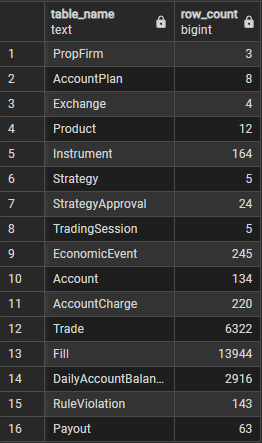 table_name row_count
text bigint
1 PropFirm 3
2 AccountPlan 8
3 Exchange 4
4 Product 12
5 Instrument 164
6 Strategy 5
7 StrategyApproval 24
8 TradingSession 5
9 EconomicEvent 245
10 Account 134
11 AccountCharge 220
12 Trade 6322
13 Fill 13944
14 DailyAccountBalan... 2916
15 RuleViolation 143
16 Payout 63